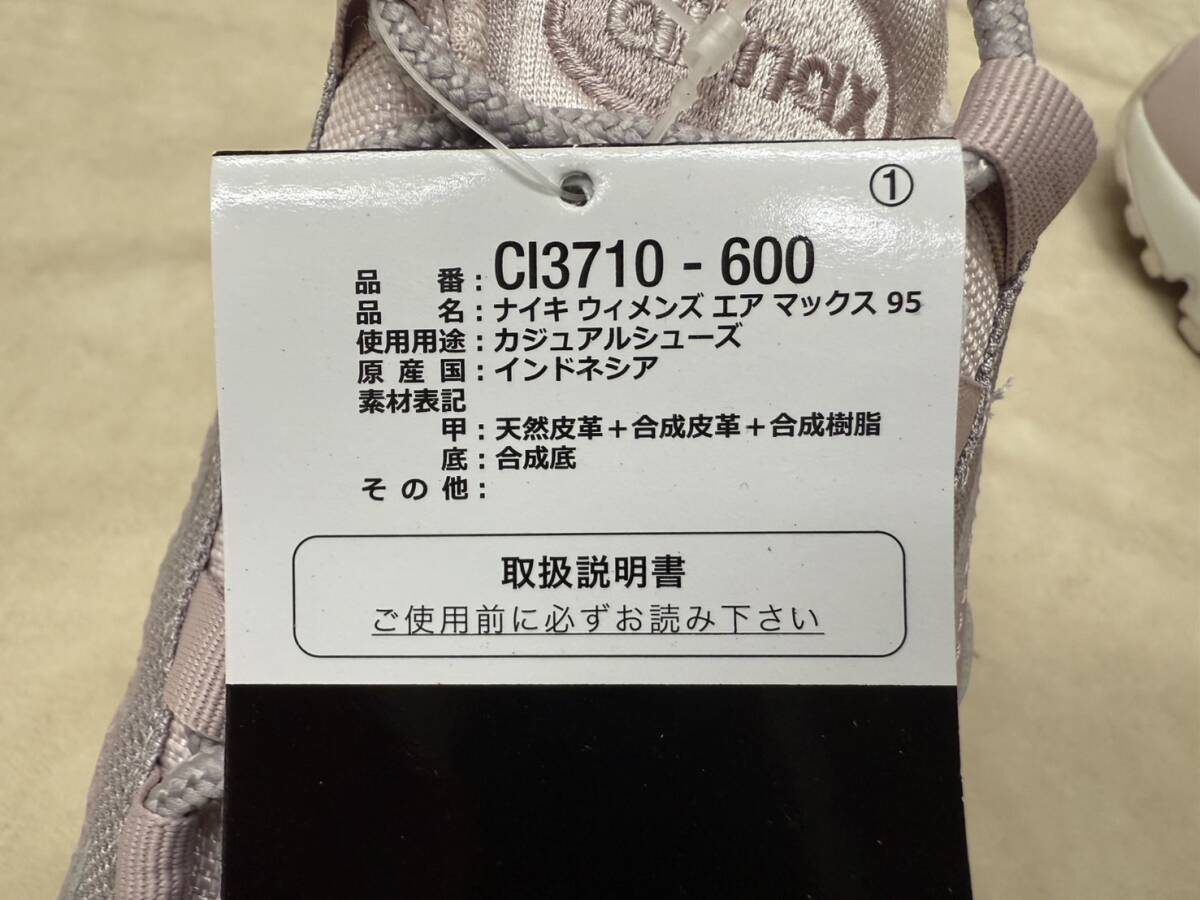 airmax
①
品番:CI3710 - 600
品名:ナイキ ウィメンズ エア マックス 95
使用用途:カジュアルシューズ
原産国:インドネシア
素材表記
甲:天然皮革+合成皮革+合成樹脂
底:合成底
その他:
取扱説明書
ご使用前に必ずお読み下さい